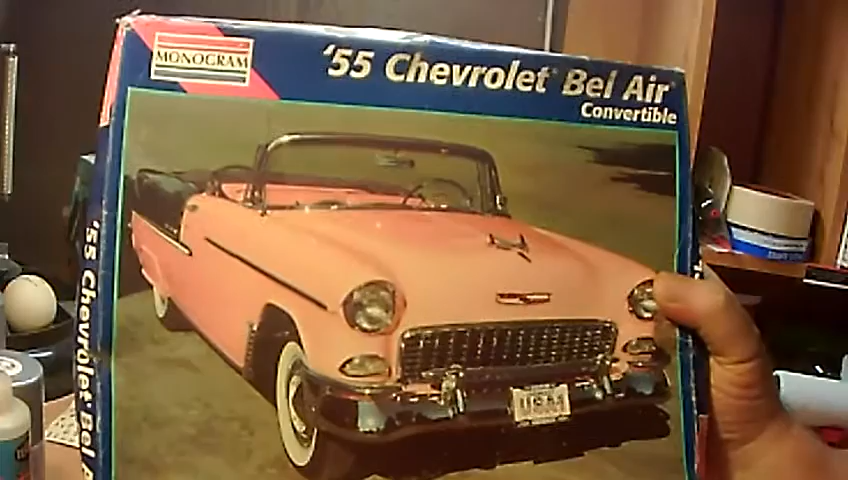 MONOGRAM
'55 Chevrolet Bel Air
Convertible
'55 Chevrolet Bel A